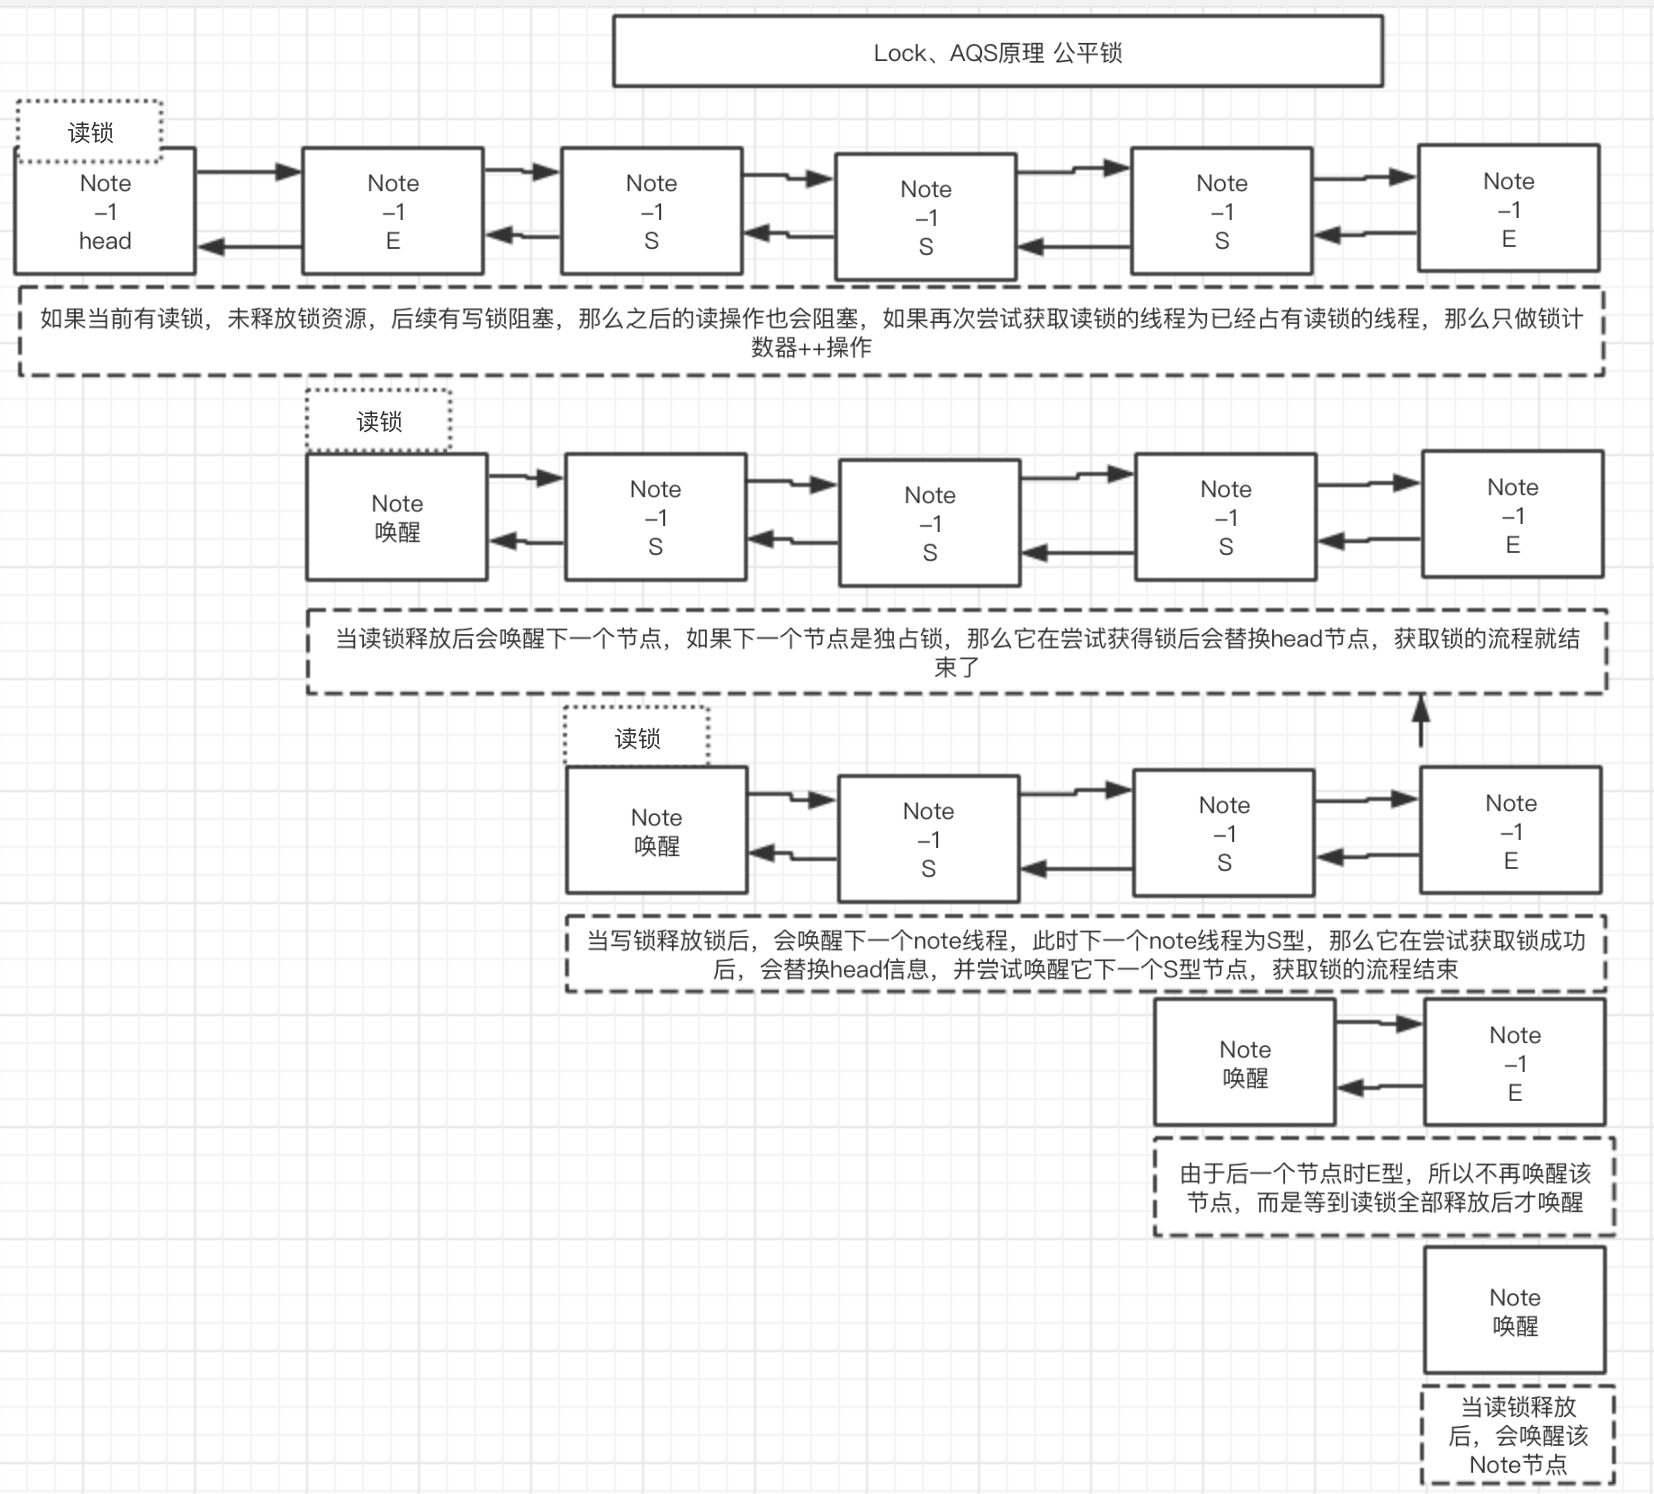 Lock、AQS原理 公平锁
读锁
Note
–1
head
Note
–1
E
Note
–1
S
Note
–1
S
Note
–1
S
Note
–1
E
如果当前有读锁，未释放锁资源，后续有写锁阻塞，那么之后的读操作也会阻塞，如果再次尝试获取读锁的线程为已经占有读锁的线程，那么只做锁计
数器++操作
读锁
Note
唤醒
Note
–1
S
Note
–1
S
Note
–1
S
Note
–1
E
当读锁释放后会唤醒下一个节点，如果下一个节点是独占锁，那么它在尝试获得锁后会替换head节点，获取锁的流程就结
束了
读锁
Note
唤醒
Note
–1
S
Note
–1
S
Note
–1
E
当写锁释放锁后，会唤醒下一个note线程，此时下一个note线程为S型，那么它在尝试获取锁成功
后，会替换head信息，并尝试唤醒它下一个S型节点，获取锁的流程结束
Note
唤醒
Note
–1
E
由于后一个节点时E型，所以不再唤醒该
节点，而是等到读锁全部释放后才唤醒
Note
唤醒
当读锁释放
后，会唤醒该
Note节点